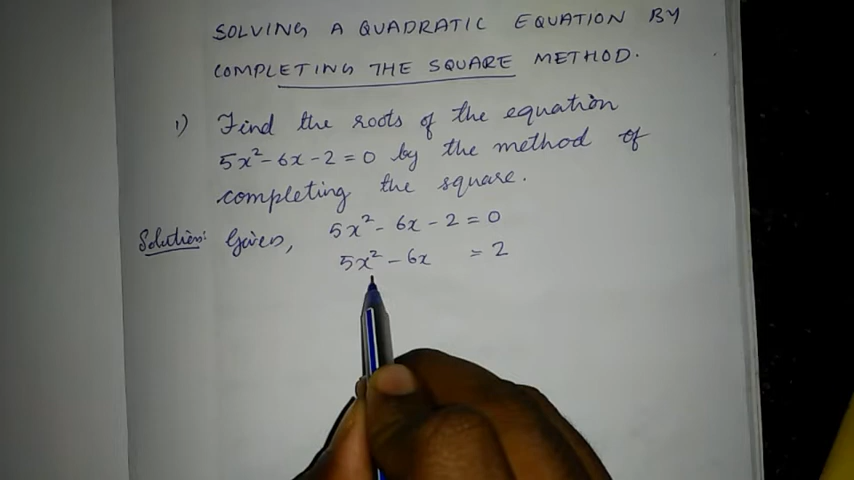 SOLVING A QUADRATIC EQUATION BY
COMPLETING THE SQUARE METHOD.
1) Find the roots of the equation
5x² - 6x - 2 = 0 by the method of
completing the square.
Solution: Given, 5x² - 6x - 2 = 0
5x² - 6x = 2